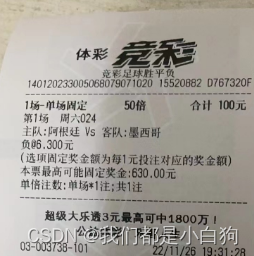 体彩 竞彩
竞彩足球胜平负
140120233005068079071020 15520882 D767320F
1场-单场固定 50倍 合计 100元
第1场 周六024
主队:阿根廷 Vs 客队:墨西哥
负@6.300元
(选项固定奖金额为每1元投注对应的奖金额)
本票最高可能固定奖金:630.00元
单倍注数:单场*1注;共1注
超级大乐透3元最高可中1800万!
CSDN @我们都是小白狗
03-003738-101 22/11/26 19:31:28